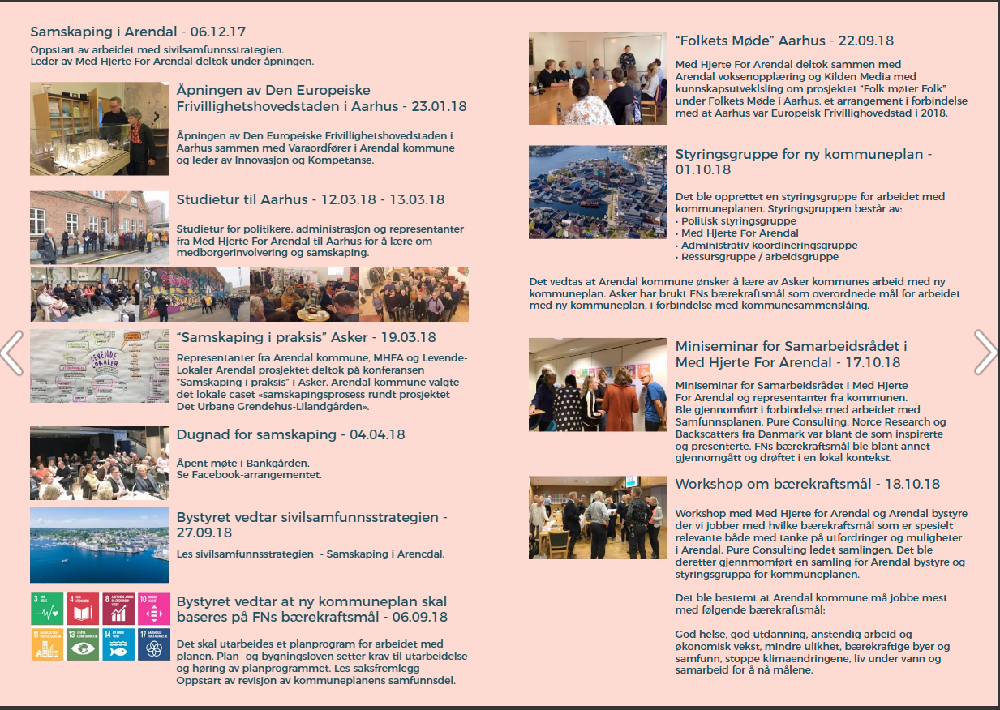 Samskaping i Arendal - 06.12.17
Oppstart av arbeidet med sivilsamfunnsstrategien.
Leder av Med Hjerte For Arendal deltok under åpningen.
Åpningen av Den Europeiske
Frivillighetshovedstaden i Aarhus - 23.01.18
Åpningen av Den Europeiske Frivillighetshovedstaden i
Aarhus sammen med Varaordfører i Arendal kommune
og leder av Innovasjon og Kompetanse.
Studietur til Aarhus - 12.03.18 - 13.03.18
Studietur for politikere, administrasjon og representanter
fra Med Hjerte For Arendal til Aarhus for å lære om
medborgerinvolvering og samskaping.
LEVENDE
LOKALER
“Samskaping i praksis” Asker - 19.03.18
Representanter fra Arendal kommune, MHFA og Levende-
Lokaler Arendal prosjektet deltok på konferansen
“Samskaping i praksis” i Asker. Arendal kommune valgte
det lokale caset «samskapingsprosess rundt prosjektet
Det Urbane Grendehus-Lilandgården».
Dugnad for samskaping - 04.04.18
Åpent møte i Bankgården.
Se Facebook-arrangementet.
Bystyret vedtar sivilsamfunnsstrategien -
27.09.18
Les sivilsamfunnsstrategien - Samskaping i Arencdal.
3
4
8
10
11
13
14
17
Bystyret vedtar at ny kommuneplan skal
baseres på FNs bærekraftsmål - 06.09.18
Det skal utarbeides et planprogram for arbeidet med
planen. Plan- og bygningsloven setter krav til utarbeidelse
og høring av planprogrammet. Les saksfremlegg -
Oppstart av revisjon av kommuneplanens samfunnsdel.
“Folkets Møde” Aarhus - 22.09.18
Med Hjerte For Arendal deltok sammen med
Arendal voksenopplæring og Kilden Media med
kunnskapsutveklsling om prosjektet “Folk møter Folk”
under Folkets Møde i Aarhus, et arrangement i forbindelse
med at Aarhus var Europeisk Frivillighovedstad i 2018.
Styringsgruppe for ny kommuneplan -
01.10.18
Det ble opprettet en styringsgruppe for arbeidet med
kommuneplanen. Styringsgruppen består av:
• Politisk styringsgruppe
• Med Hjerte For Arendal
• Administrativ koordineringsgruppe
• Ressursgruppe / arbeidsgruppe
Det vedtas at Arendal kommune ønsker å lære av Asker kommunes arbeid med ny
kommuneplan. Asker har brukt FNs bærekraftsmål som overordnede mål for arbeidet
med ny kommuneplan, i forbindelse med kommunesammenslåing.
Miniseminar for Samarbeidsrådet i
Med Hjerte For Arendal - 17.10.18
Miniseminar for Samarbeidsrådet i Med Hjerte
For Arendal og representanter fra kommunen.
Ble gjennomført i forbindelse med arbeidet med
Samfunnsplanen. Pure Consulting, Norce Research og
Backscatters fra Danmark var blant de som inspirerte
og presenterte. FNs bærekraftsmål ble blant annet
gjennomgått og drøftet i en lokal kontekst.
Workshop om bærekraftsmål - 18.10.18
Workshop med Med Hjerte for Arendal og Arendal bystyre
der vi jobber med hvilke bærekraftsmål som er spesielt
relevante både med tanke på utfordringer og muligheter
i Arendal. Pure Consulting ledet samlingen. Det ble
deretter gjennmomført en samling for Arendal bystyre og
styringsgruppa for kommuneplanen.
Det ble bestemt at Arendal kommune må jobbe mest
med følgende bærekraftsmål:
God helse, god utdanning, anstendig arbeid og
økonomisk vekst, mindre ulikhet, bærekraftige byer og
samfunn, stoppe klimaendringene, liv under vann og
samarbeid for å nå målene.